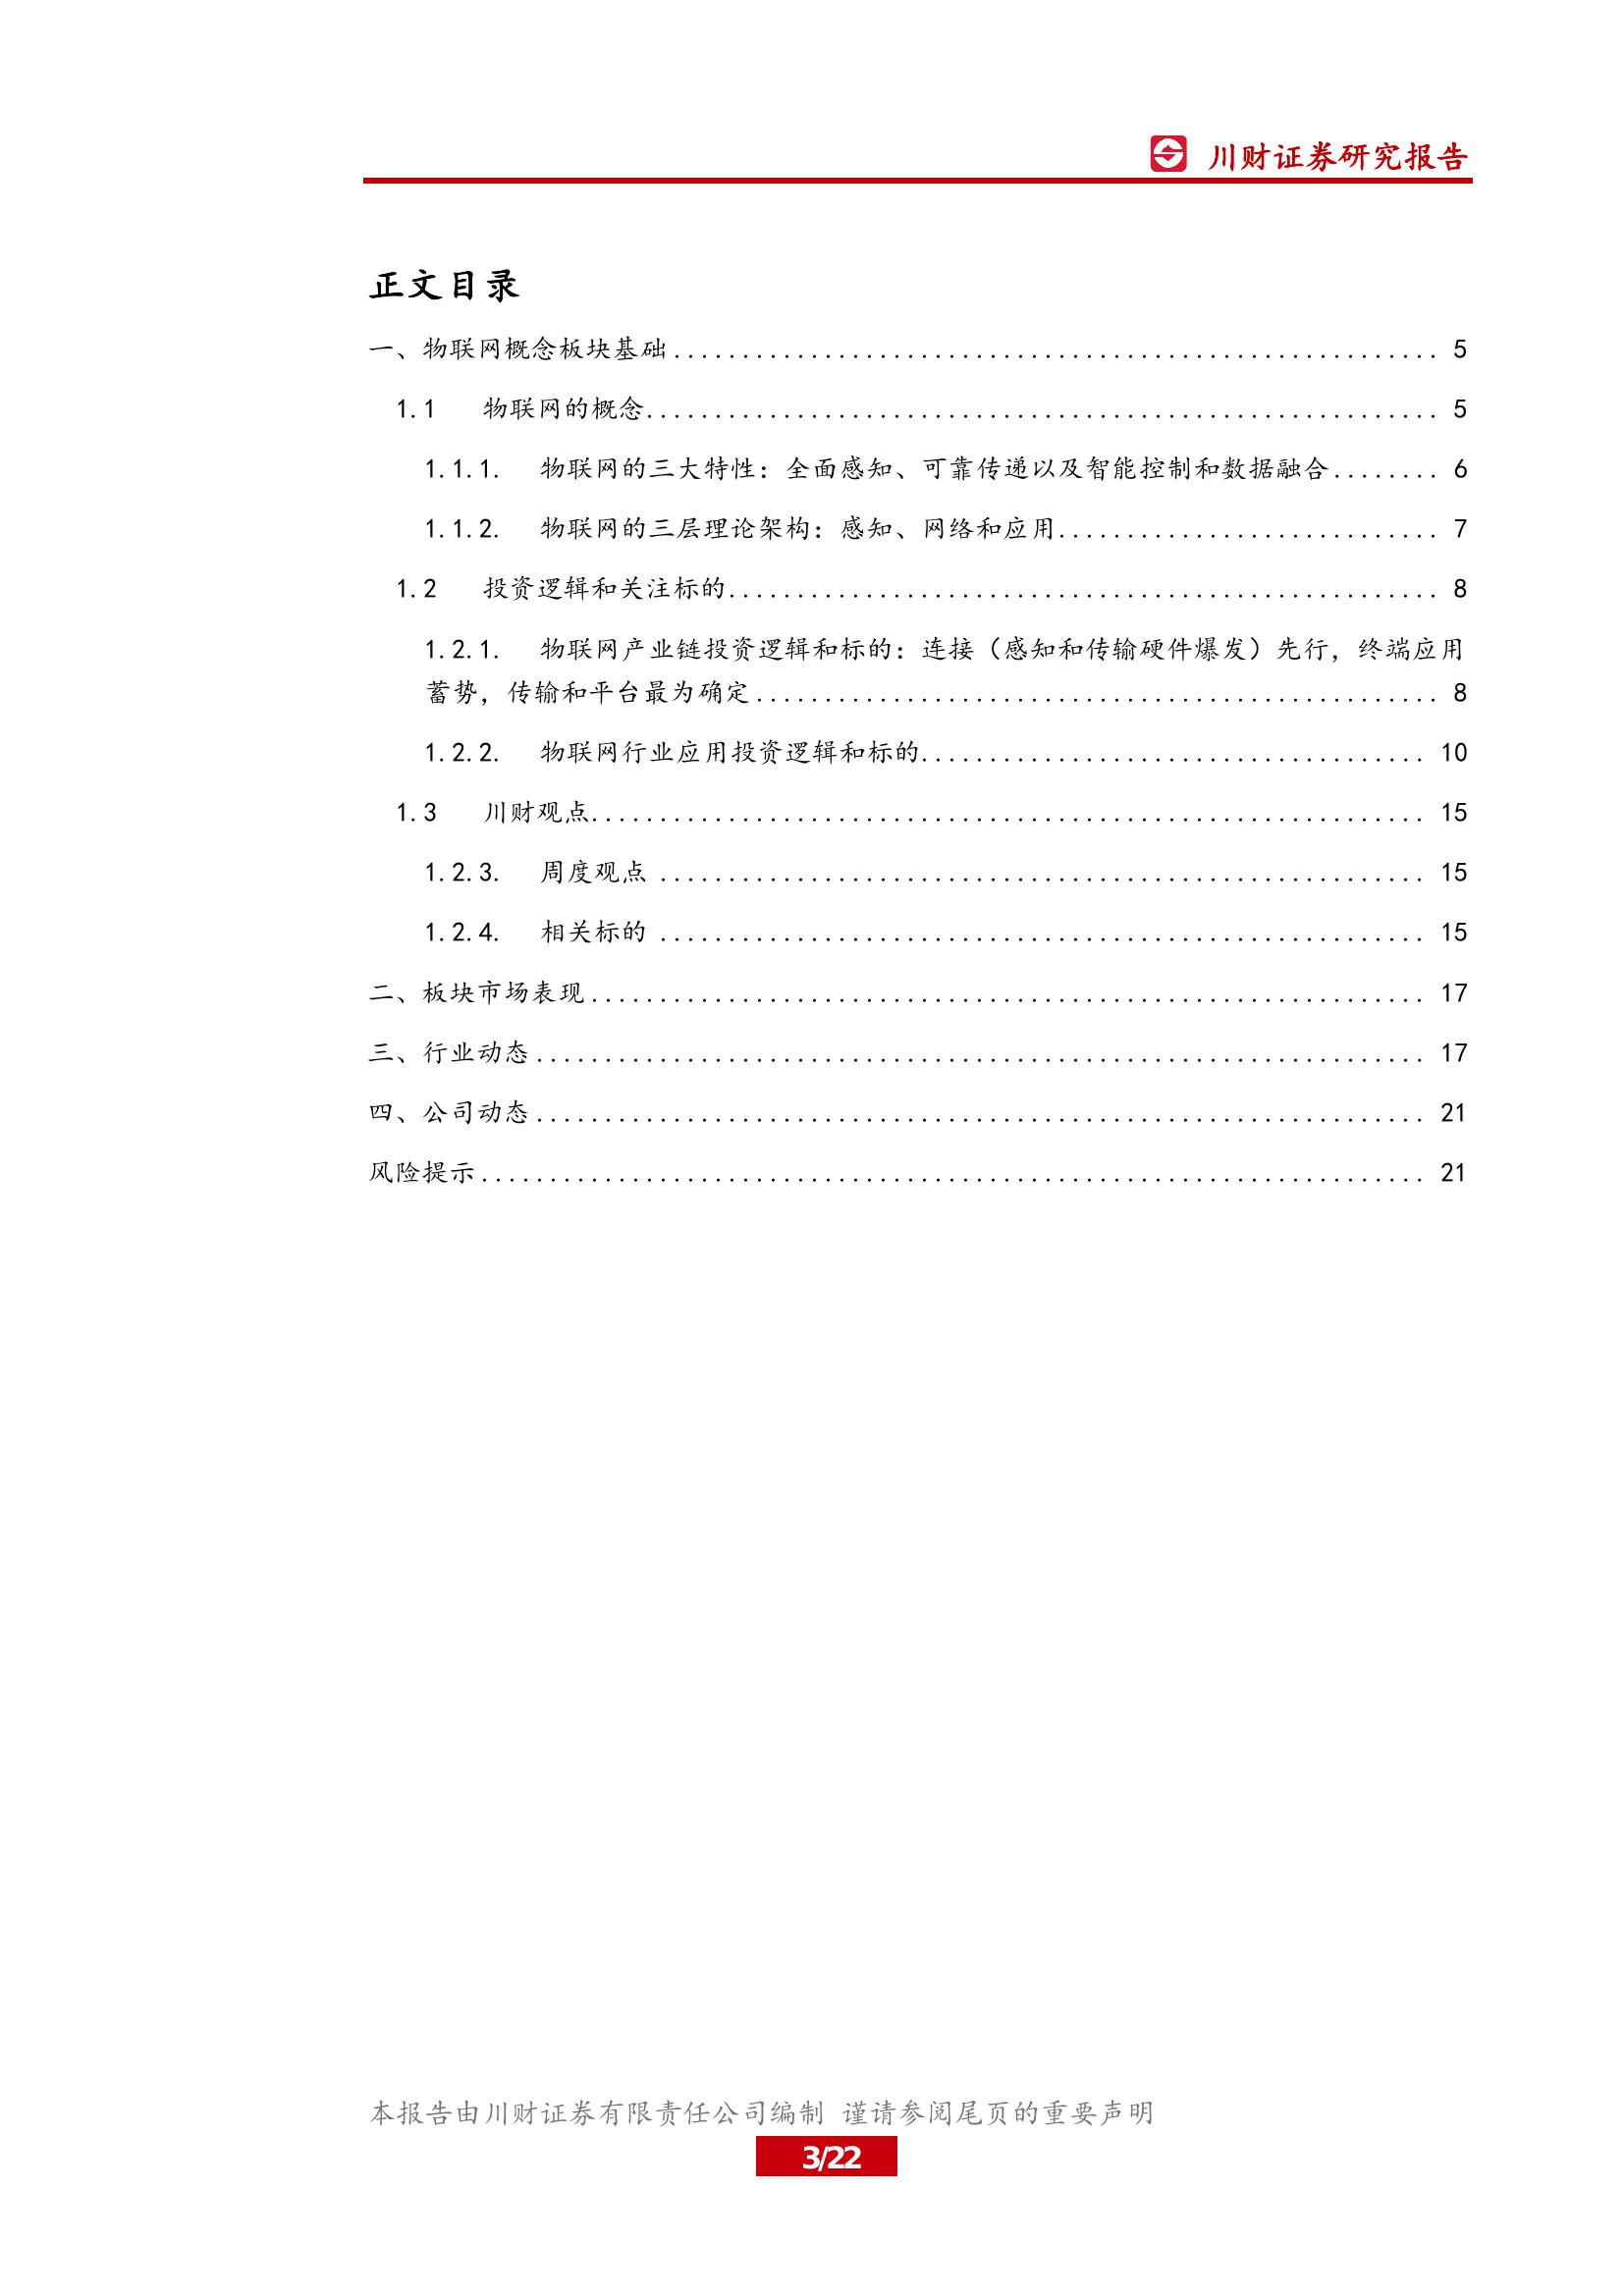 川财证券研究报告
正文目录
一、物联网概念板块基础........................................................ 5
1.1 物联网的概念.......................................................... 5
1.1.1. 物联网的三大特性：全面感知、可靠传递以及智能控制和数据融合........ 6
1.1.2. 物联网的三层理论架构：感知、网络和应用............................ 7
1.2 投资逻辑和关注标的.................................................... 8
1.2.1. 物联网产业链投资逻辑和标的：连接（感知和传输硬件爆发）先行，终端应用
蓄势，传输和平台最为确定.................................................. 8
1.2.2. 物联网行业应用投资逻辑和标的..................................... 10
1.3 川财观点............................................................. 15
1.2.3. 周度观点 ........................................................ 15
1.2.4. 相关标的 ........................................................ 15
二、板块市场表现............................................................. 17
三、行业动态................................................................. 17
四、公司动态................................................................. 21
风险提示..................................................................... 21
本报告由川财证券有限责任公司编制 谨请参阅尾页的重要声明
3/22